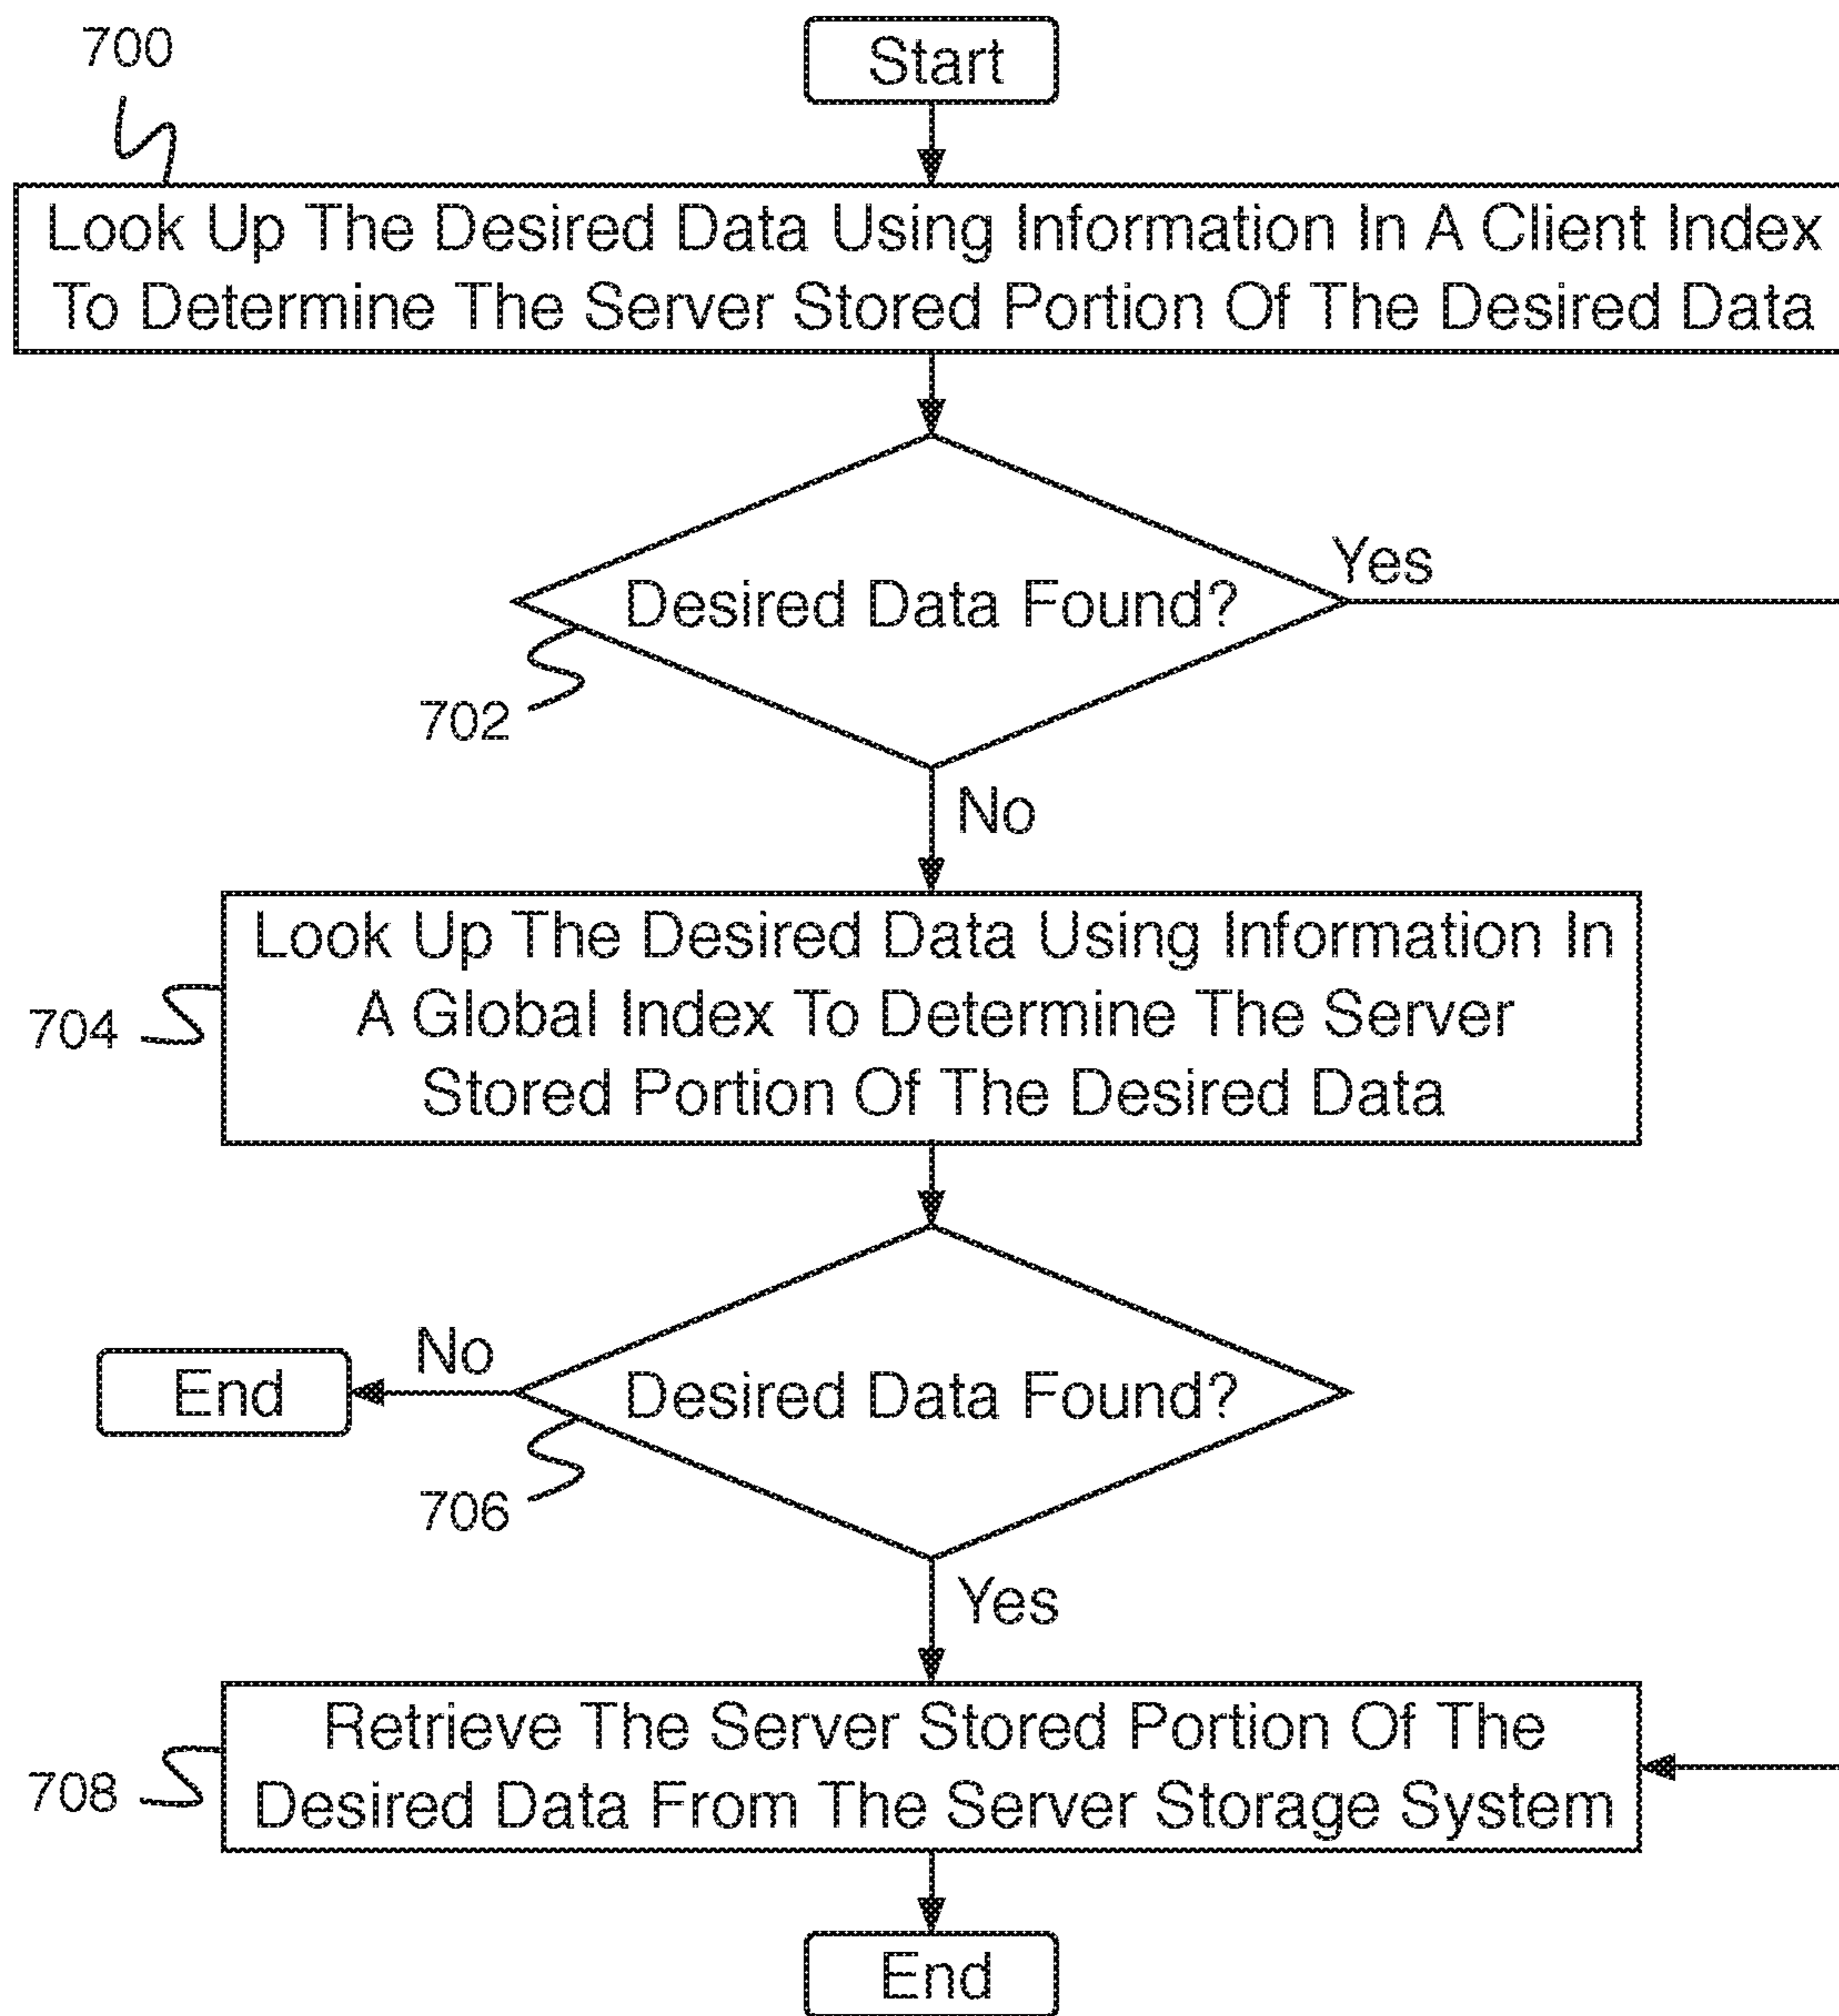 700
Start
Look Up The Desired Data Using Information In A Client Index
To Determine The Server Stored Portion Of The Desired Data
Desired Data Found?
Yes
702
No
Look Up The Desired Data Using Information In
A Global Index To Determine The Server
Stored Portion Of The Desired Data
704
No
End
Desired Data Found?
706
Yes
Retrieve The Server Stored Portion Of The
Desired Data From The Server Storage System
708
End